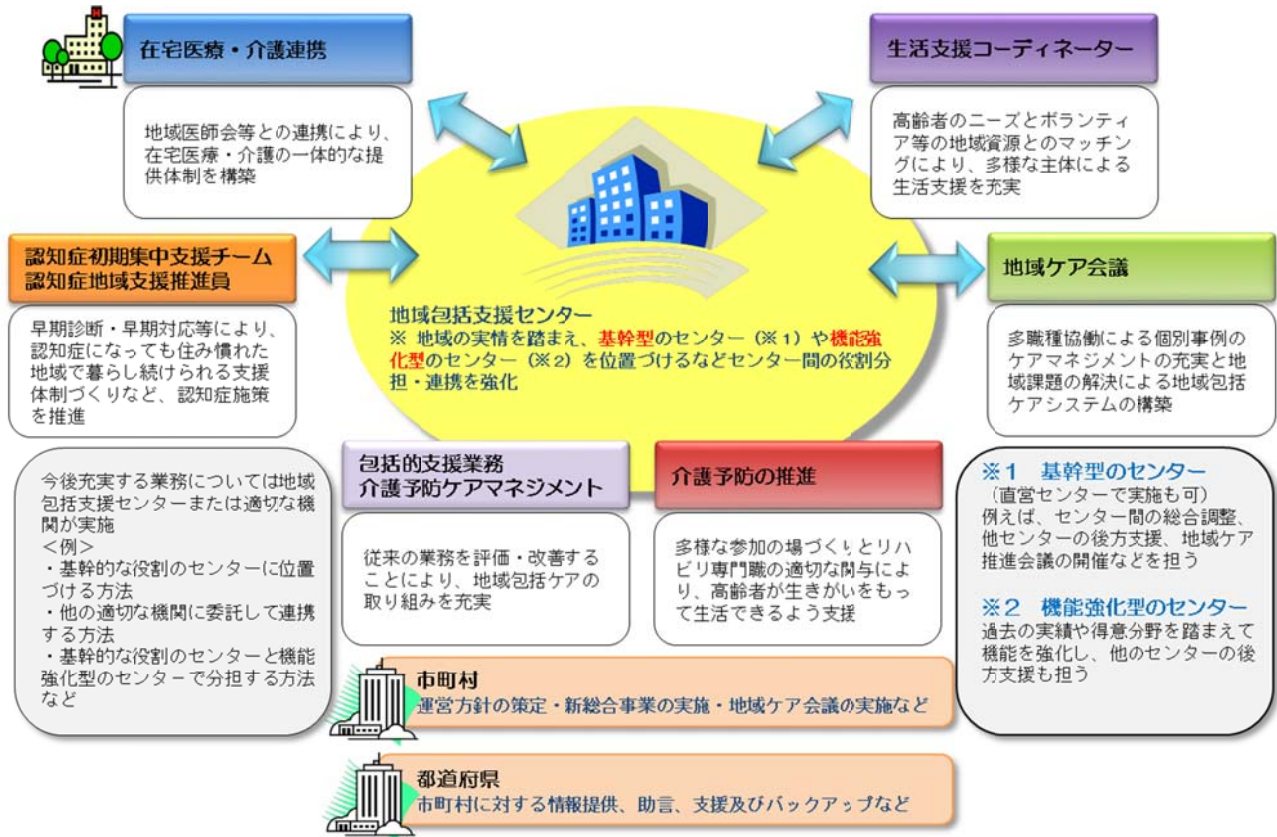 在宅医療・介護連携
地域医師会等との連携により、
在宅医療・介護の一体的な提
供体制を構築
生活支援コーディネーター
高齢者のニーズとボランティ
ア等の地域資源とのマッチン
グにより、多様な主体による
生活支援を充実
認知症初期集中支援チーム
認知症地域支援推進員
早期診断・早期対応等により、
認知症になっても住み慣れた
地域で暮らし続けられる支援
体制づくりなど、認知症施策
を推進
地域包括支援センター
※ 地域の実情を踏まえ、基幹型のセンター（※１）や機能強
化型のセンター（※２）を位置づけるなどセンター間の役割分
担・連携を強化
地域ケア会議
多職種協働による個別事例の
ケアマネジメントの充実と地
域課題の解決による地域包括
ケアシステムの構築
今後充実する業務については地域
包括支援センターまたは適切な機
関が実施
＜例＞
・基幹的な役割のセンターに位置
づける方法
・他の適切な機関に委託して連携
する方法
・基幹的な役割のセンターと機能
強化型のセンターで分担する方法
など
包括的支援業務
介護予防ケアマネジメント
従来の業務を評価・改善する
ことにより、地域包括ケアの
取り組みを充実
介護予防の推進
多様な参加の場づくりとリハ
ビリ専門職の適切な関与によ
り、高齢者が生きがいをもっ
て生活できるよう支援
※１ 基幹型のセンター
（直営センターで実施も可）
例えば、センター間の総合調整、
他センターの後方支援、地域ケア
推進会議の開催などを担う
※２ 機能強化型のセンター
過去の実績や得意分野を踏まえて
機能を強化し、他のセンターの後
方支援も担う
市町村
運営方針の策定・新総合事業の実施・地域ケア会議の実施など
都道府県
市町村に対する情報提供、助言、支援及びバックアップなど